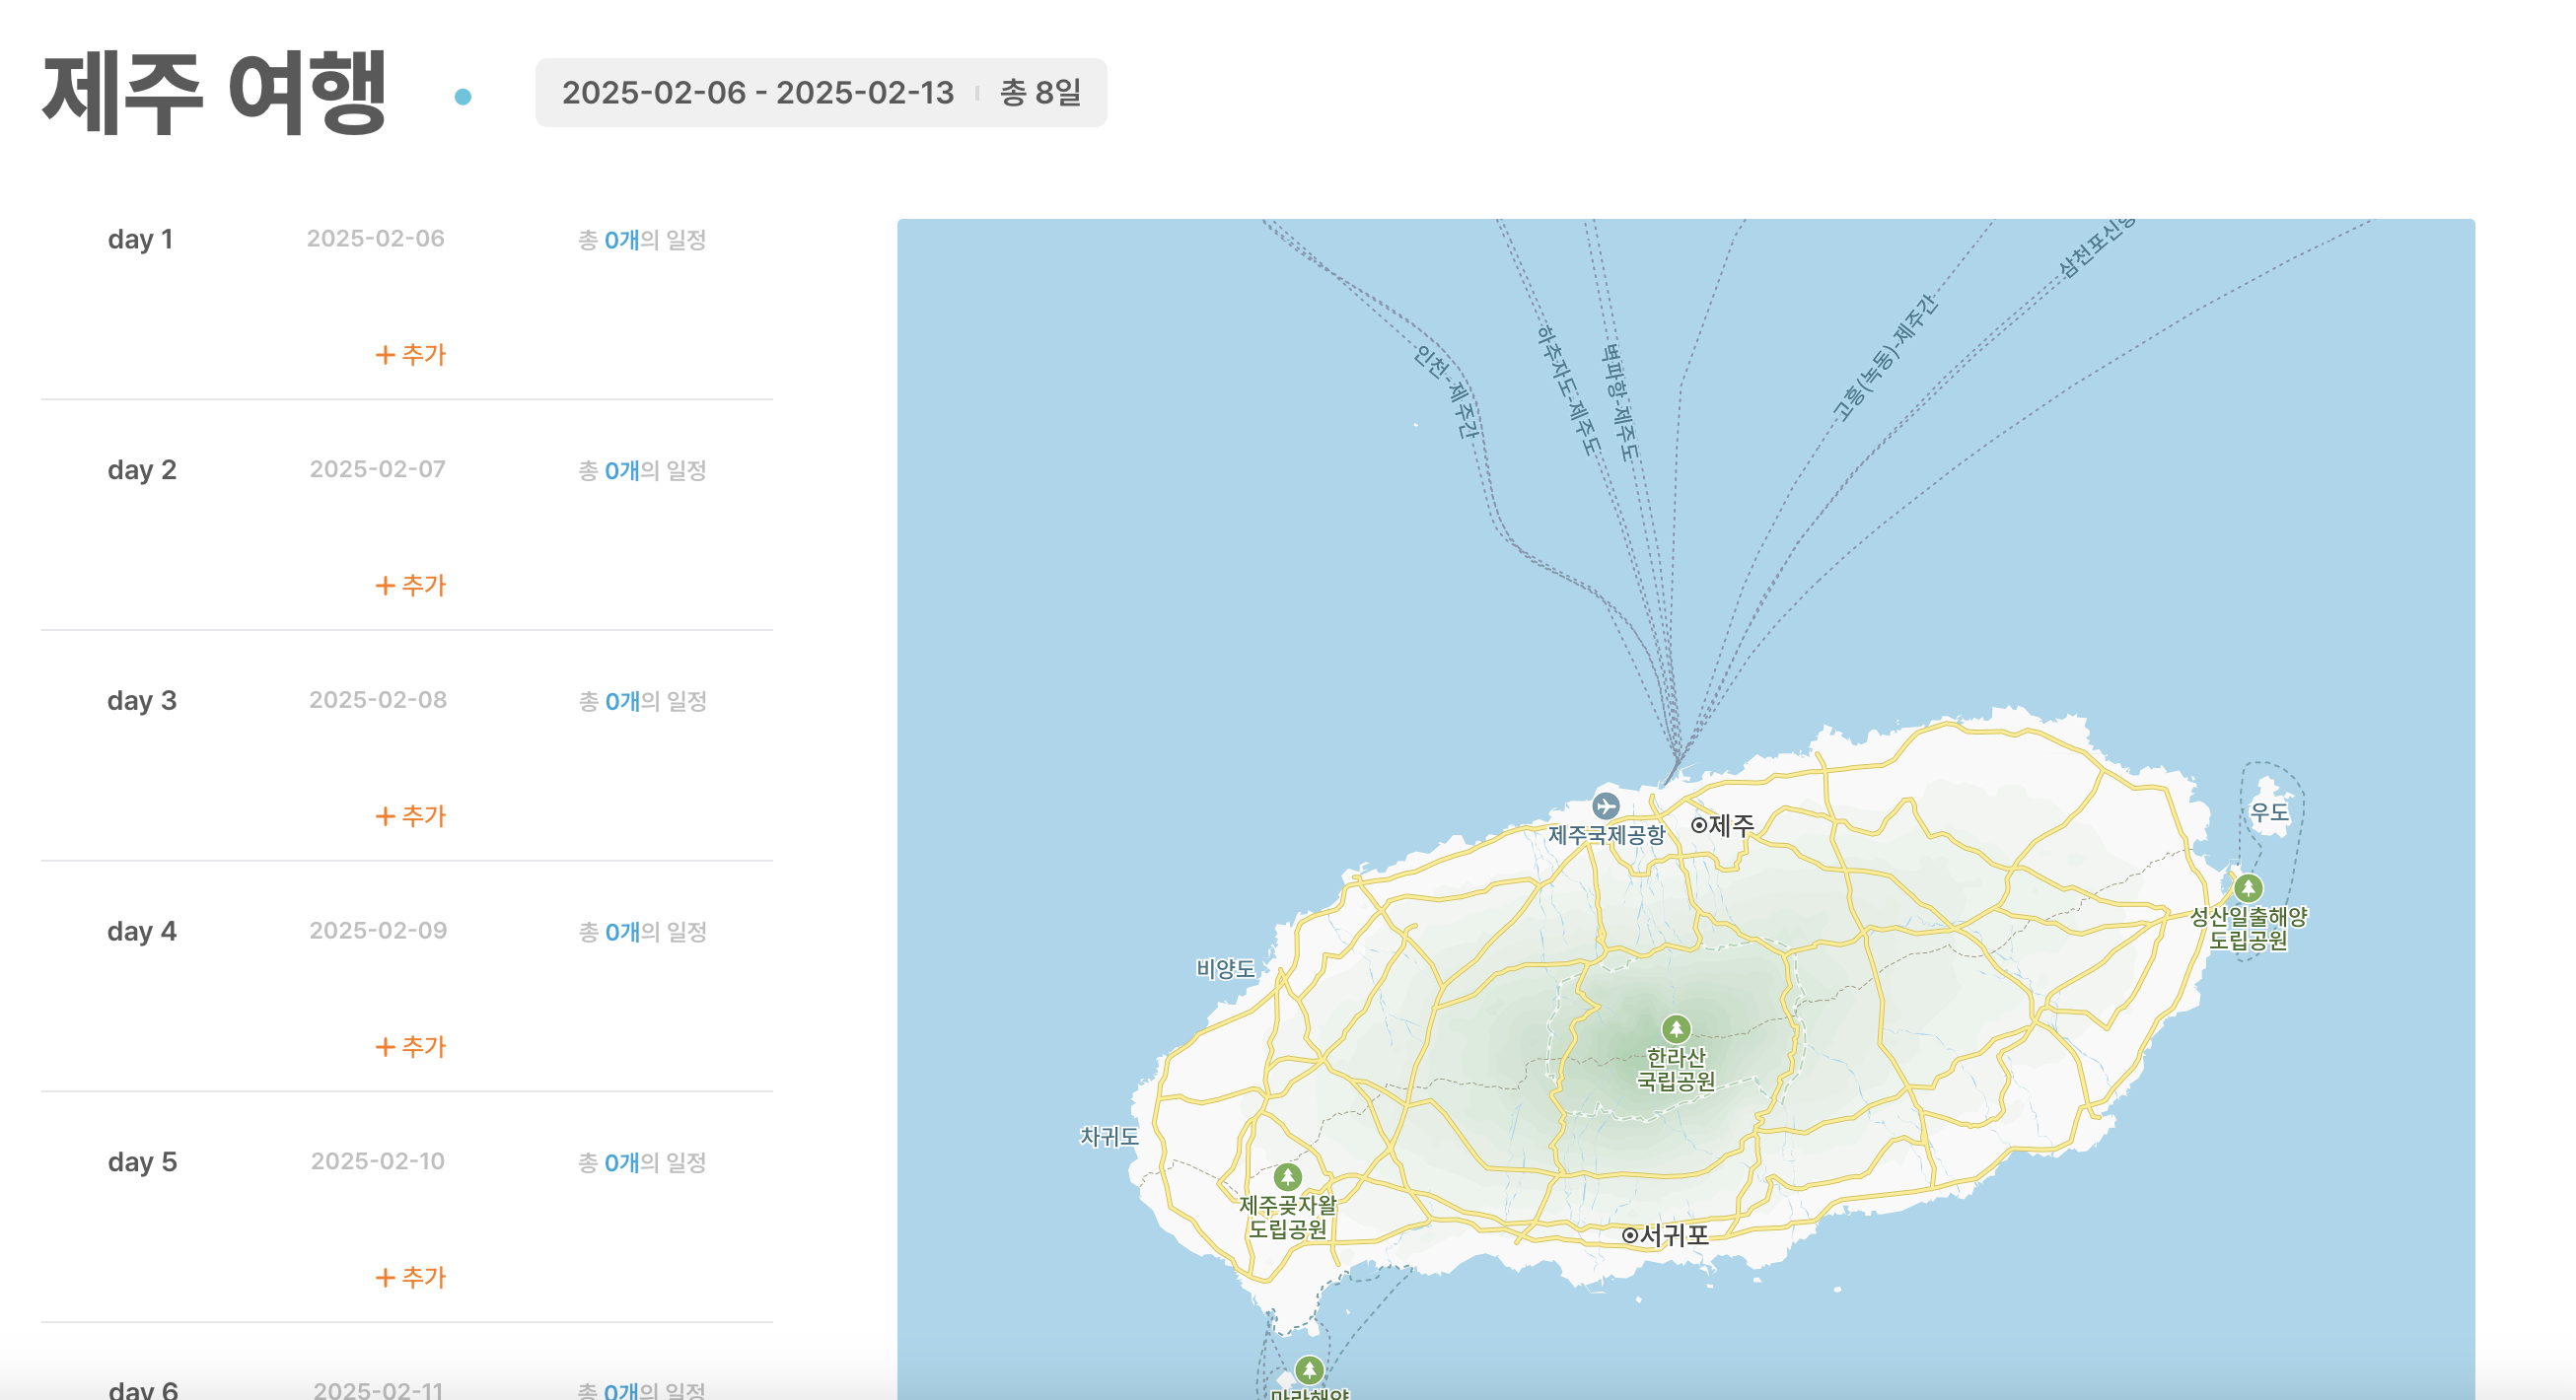 제주 여행
2025-02-06 - 2025-02-13 총 8일
day 1 2025-02-06 총 0개의 일정
+ 추가
day 2 2025-02-07 총 0개의 일정
+ 추가
day 3 2025-02-08 총 0개의 일정
+ 추가
day 4 2025-02-09 총 0개의 일정
+ 추가
day 5 2025-02-10 총 0개의 일정
+ 추가
day 6 2025-02-11 총 0개의 일정
인천-제주간
하추자도-제주도
벽파항-제주도
고흥(녹동)-제주간
삼천포신항
제주국제공항
제주
우도
성산일출해양
도립공원
비양도
한라산
국립공원
차귀도
제주곶자왈
도립공원
서귀포
마라해양